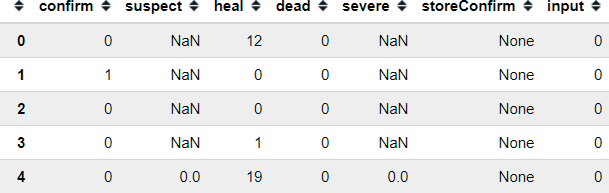 confirm suspect heal dead severe storeConfirm input
0 0 NaN 12 0 NaN None 0
1 1 NaN 0 0 NaN None 0
2 0 NaN 0 0 NaN None 0
3 0 NaN 1 0 NaN None 0
4 0 0.0 19 0 0.0 None 0